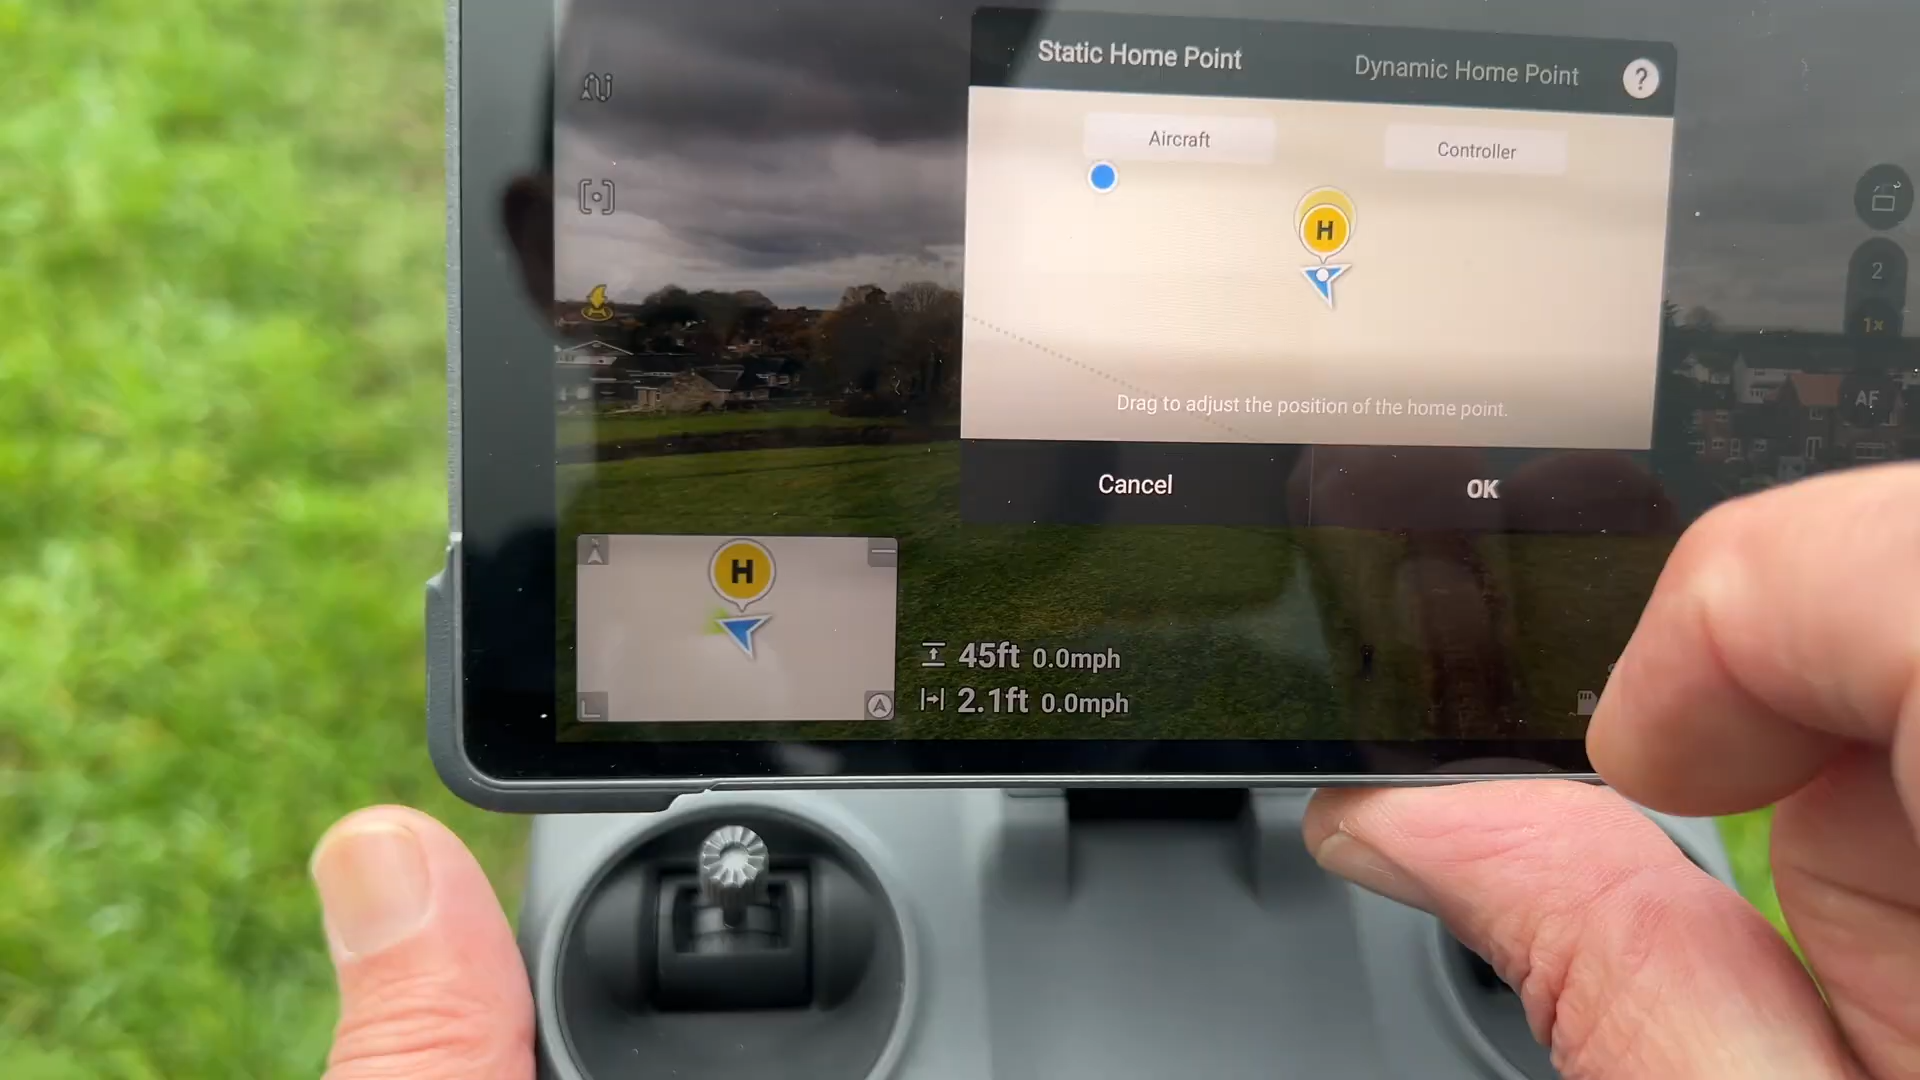 Static Home Point
Dynamic Home Point
?
Aircraft
Controller
H
Drag to adjust the position of the home point.
Cancel
OK
2
1×
AF
N
H
A
45ft 0.0mph
2.1ft 0.0mph